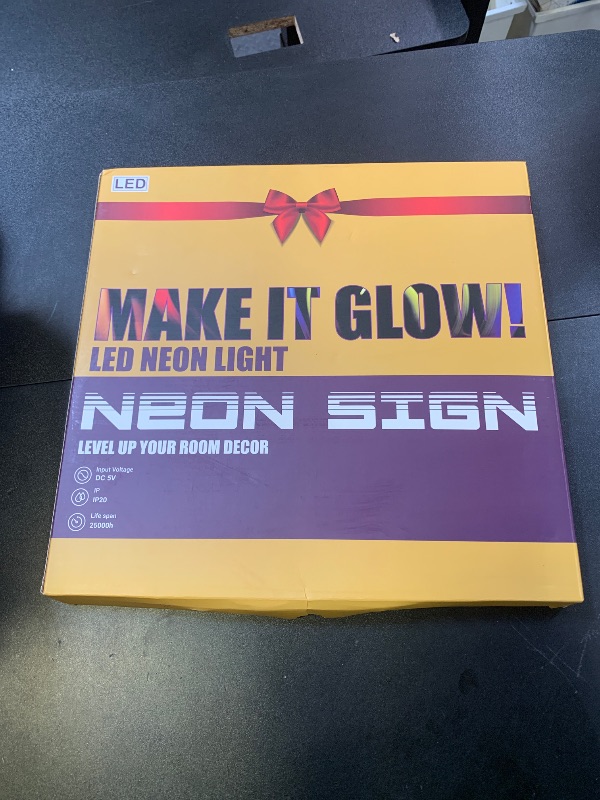 LED
MAKE IT GLOW!
LED NEON LIGHT
NeON SIGN
LEVEL UP YOUR ROOM DECOR
Input Voltage
DC 5V
IP
IP20
Life span
25000h